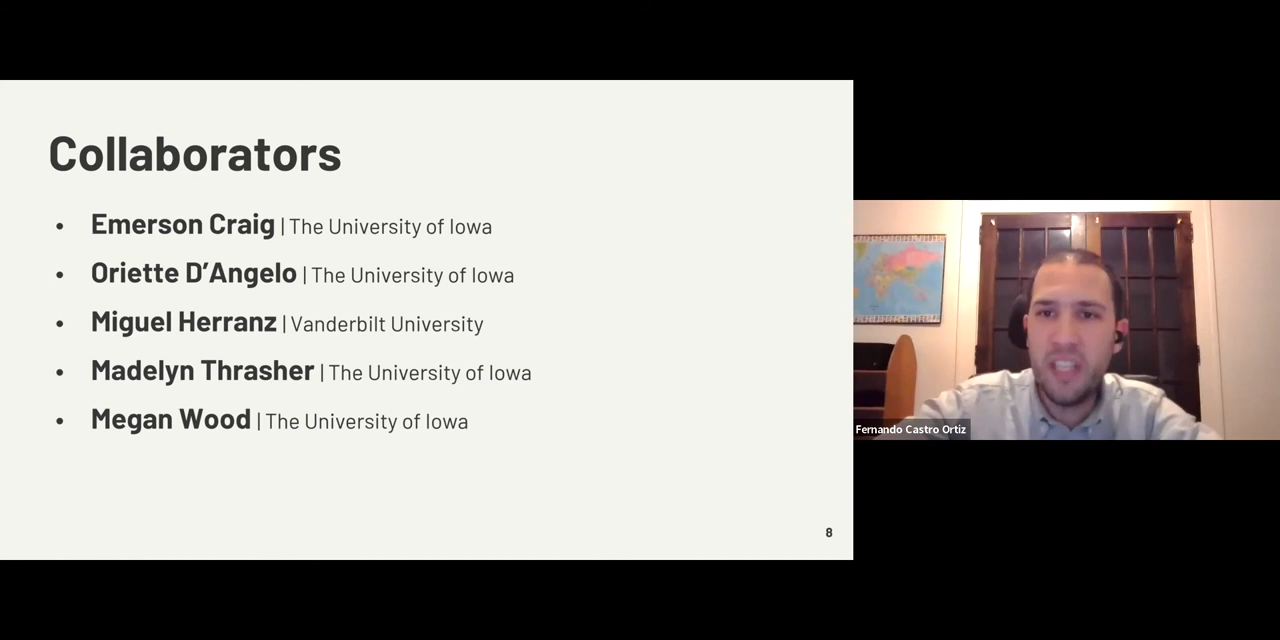 Collaborators
• Emerson Craig | The University of Iowa
• Oriette D’Angelo | The University of Iowa
• Miguel Herranz | Vanderbilt University
• Madelyn Thrasher | The University of Iowa
• Megan Wood | The University of Iowa
8
Fernando Castro Ortiz